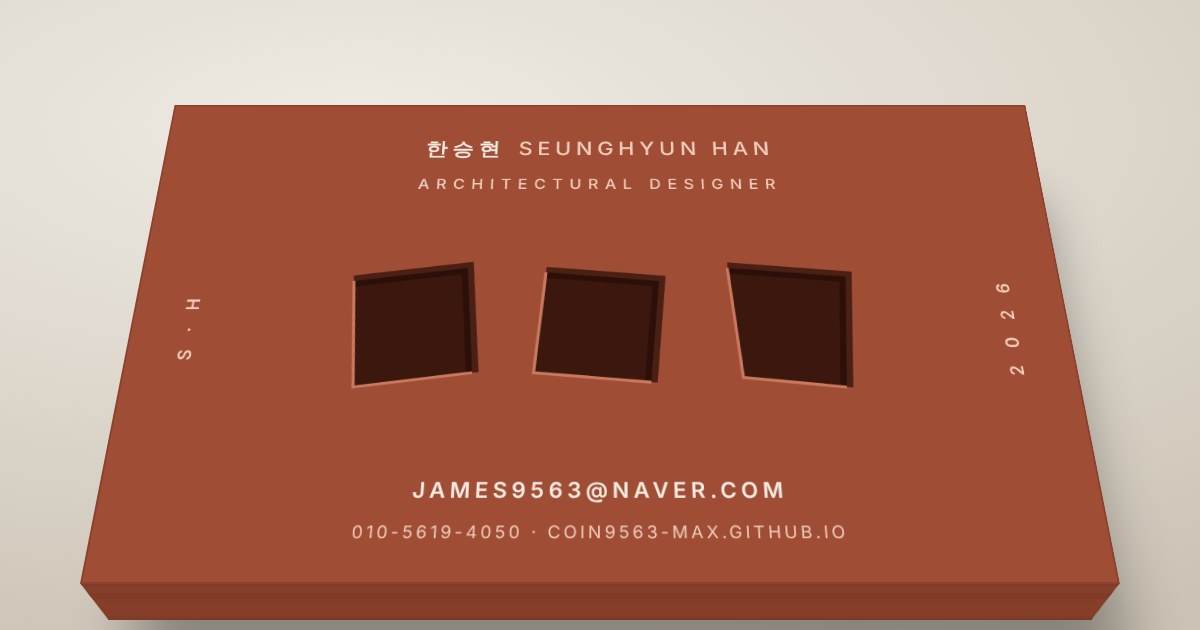 한승현 SEUNGHYUN HAN
ARCHITECTURAL DESIGNER
S · H
2026
JAMES9563@NAVER.COM
010-5619-4050 · COIN9563-MAX.GITHUB.IO